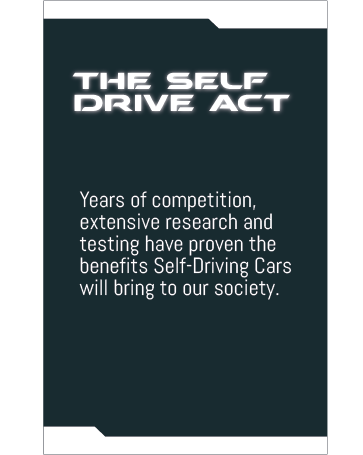 THE SELF
DRIVE ACT
Years of competition,
extensive research and
testing have proven the
benefits Self-Driving Cars
will bring to our society.